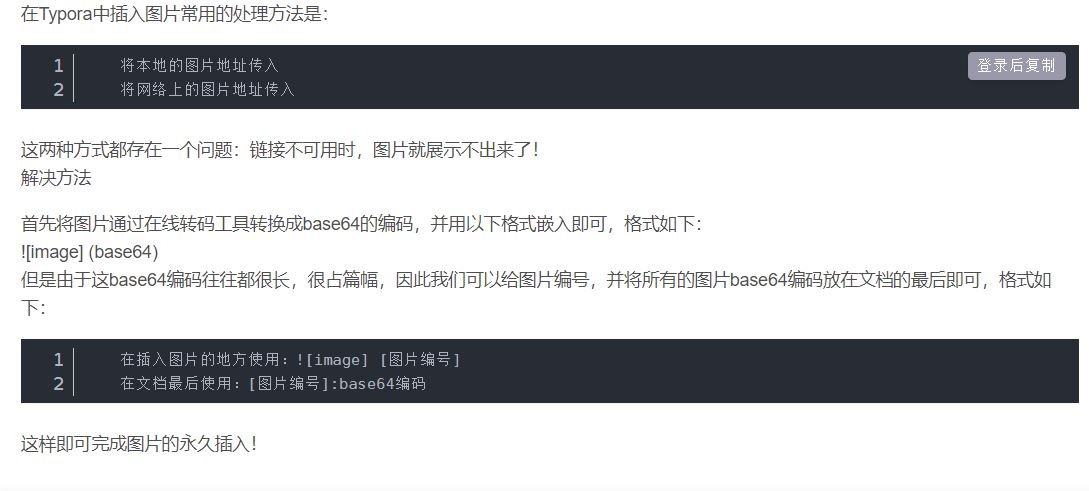 在Typora中插入图片常用的处理方法是：
1 将本地的图片地址传入
登录后复制
2 将网络上的图片地址传入
这两种方式都存在一个问题：链接不可用时，图片就展示不出来了！
解决方法
首先将图片通过在线转码工具转换成base64的编码，并用以下格式嵌入即可，格式如下：
![image] (base64)
但是由于这base64编码往往都很长，很占篇幅，因此我们可以给图片编号，并将所有的图片base64编码放在文档的最后即可，格式如
下：
1 在插入图片的地方使用：![image] [图片编号]
2 在文档最后使用：[图片编号]:base64编码
这样即可完成图片的永久插入！